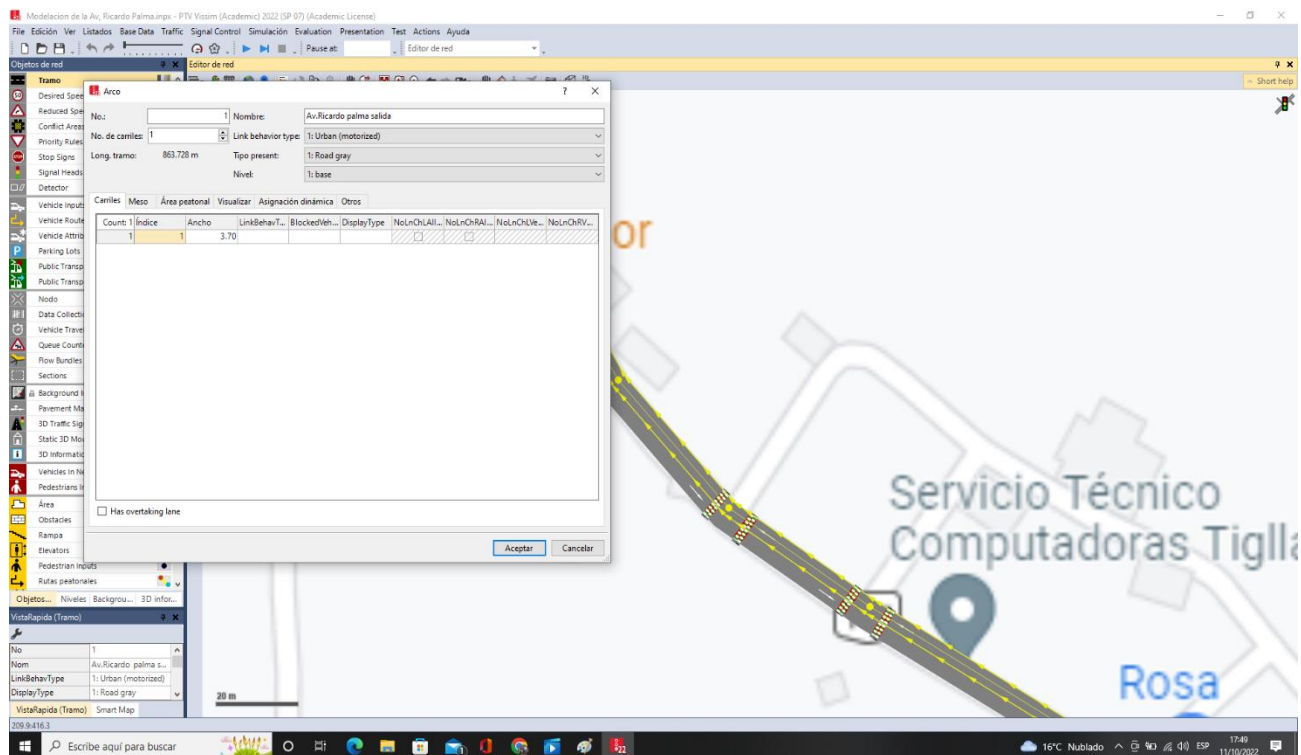 Modelacion de la Av, Ricardo Palma.inpx - PTV Vissim (Academic) 2022 (SP 07) (Academic License)
File Edición Ver Listados Base Data Traffic Signal Control Simulación Evaluation Presentation Test Actions Ayuda
Pause at: Editor de red
Objetos de red
Editor de red
Short help
Tramo
Desired Spee
Reduced Spe
Conflict Areas
Priority Rules
Stop Signs
Signal Heads
Detector
Vehicle Inputs
Vehicle Route
Vehicle Attrib
Parking Lots
Public Transp
Public Transp
Nodo
Data Collecti
Vehicle Trave
Queue Count
Flow Bundles
Sections
Background I
Pavement Ma
3D Traffic Sig
Static 3D Mo
3D Informatic
Vehicles In Ne
Pedestrians In
Área
Obstacles
Rampa
Elevators
Pedestrian Inputs
Rutas peatonales
Objetos... Niveles Backgrou... 3D infor...
Arco ?
No.: 1 Nombre: Av.Ricardo palma salida
No. de carriles: 1 Link behavior type: 1: Urban (motorized)
Long. tramo: 863.728 m Tipo present: 1: Road gray
Nivel: 1: base
Carriles Meso Área peatonal Visualizar Asignación dinámica Otros
Count: 1 Índice Ancho LinkBehavT... BlockedVeh... DisplayType NoLnChLAll... NoLnChRAl... NoLnChLVe... NoLnChRV...
1 1 3.70
Has overtaking lane
Aceptar Cancelar
or
Servicio Técnico
Computadoras Tiglla
Rosa
20 m
VistaRapida (Tramo)
No 1
Nom Av.Ricardo palma s...
LinkBehavType 1: Urban (motorized)
DisplayType 1: Road gray
VistaRapida (Tramo) Smart Map
209.9:416.3
Escribe aquí para buscar
16°C Nublado ESP 17:49
11/10/2022